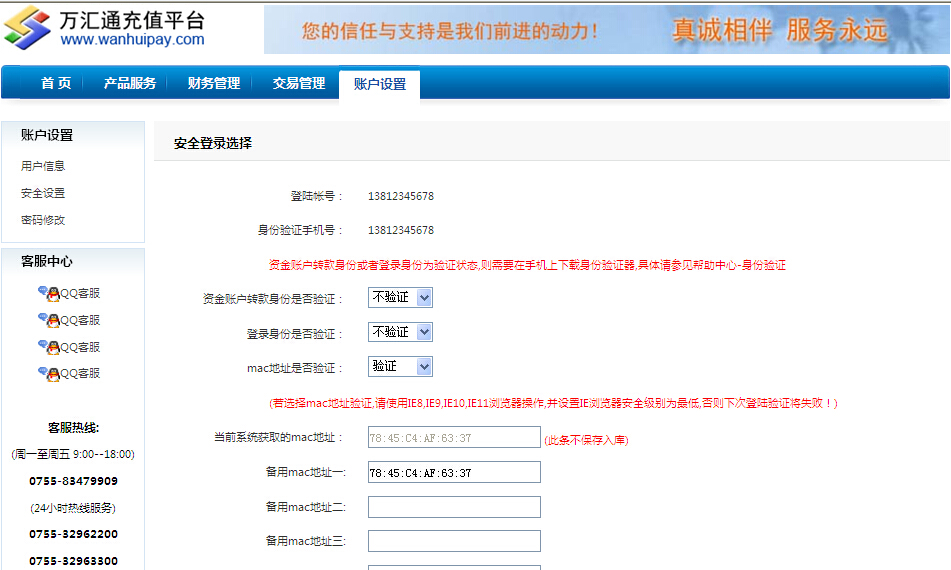 万汇通充值平台
www.wanhuipay.com
您的信任与支持是我们前进的动力！
真诚相伴 服务永远
首 页 产品服务 财务管理 交易管理 账户设置
账户设置
用户信息
安全设置
密码修改
客服中心
QQ客服
QQ客服
QQ客服
QQ客服
客服热线:
(周一至周五 9:00--18:00)
0755-83479909
(24小时热线服务)
0755-32962200
0755-32963300
安全登录选择
登陆帐号： 13812345678
身份验证手机号： 13812345678
资金账户转款身份或者登录身份为验证状态,则需要在手机上下载身份验证器,具体请参见帮助中心-身份验证
资金账户转款身份是否验证： 不验证
登录身份是否验证： 不验证
mac地址是否验证： 验证
(若选择mac地址验证,请使用IE8,IE9,IE10,IE11浏览器操作,并设置IE浏览器安全级别为最低,否则下次登陆验证将失败！)
当前系统获取的mac地址： 78:45:C4:AF:63:37 (此条不保存入库)
备用mac地址一: 78:45:C4:AF:63:37
备用mac地址二:
备用mac地址三: